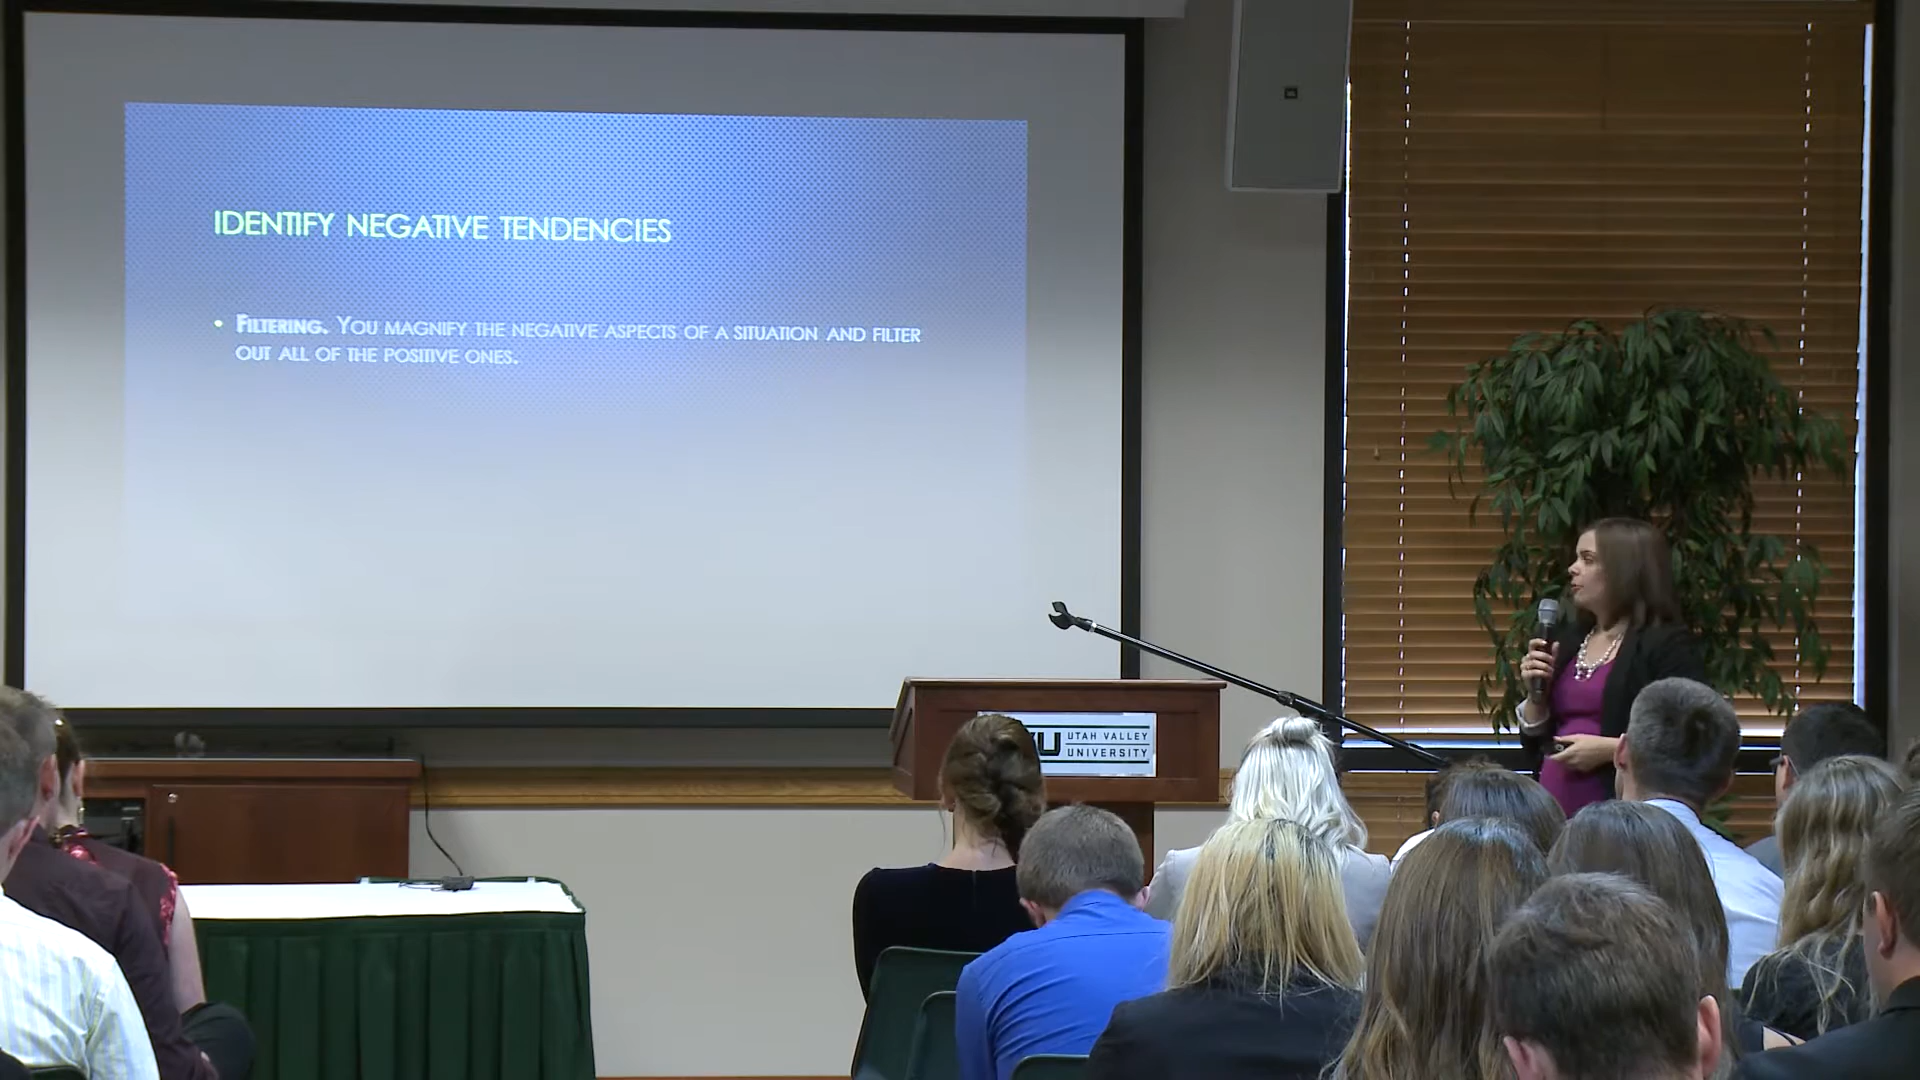 IDENTIFY NEGATIVE TENDENCIES
• FILTERING. YOU MAGNIFY THE NEGATIVE ASPECTS OF A SITUATION AND FILTER
OUT ALL OF THE POSITIVE ONES.
U UTAH VALLEY
UNIVERSITY